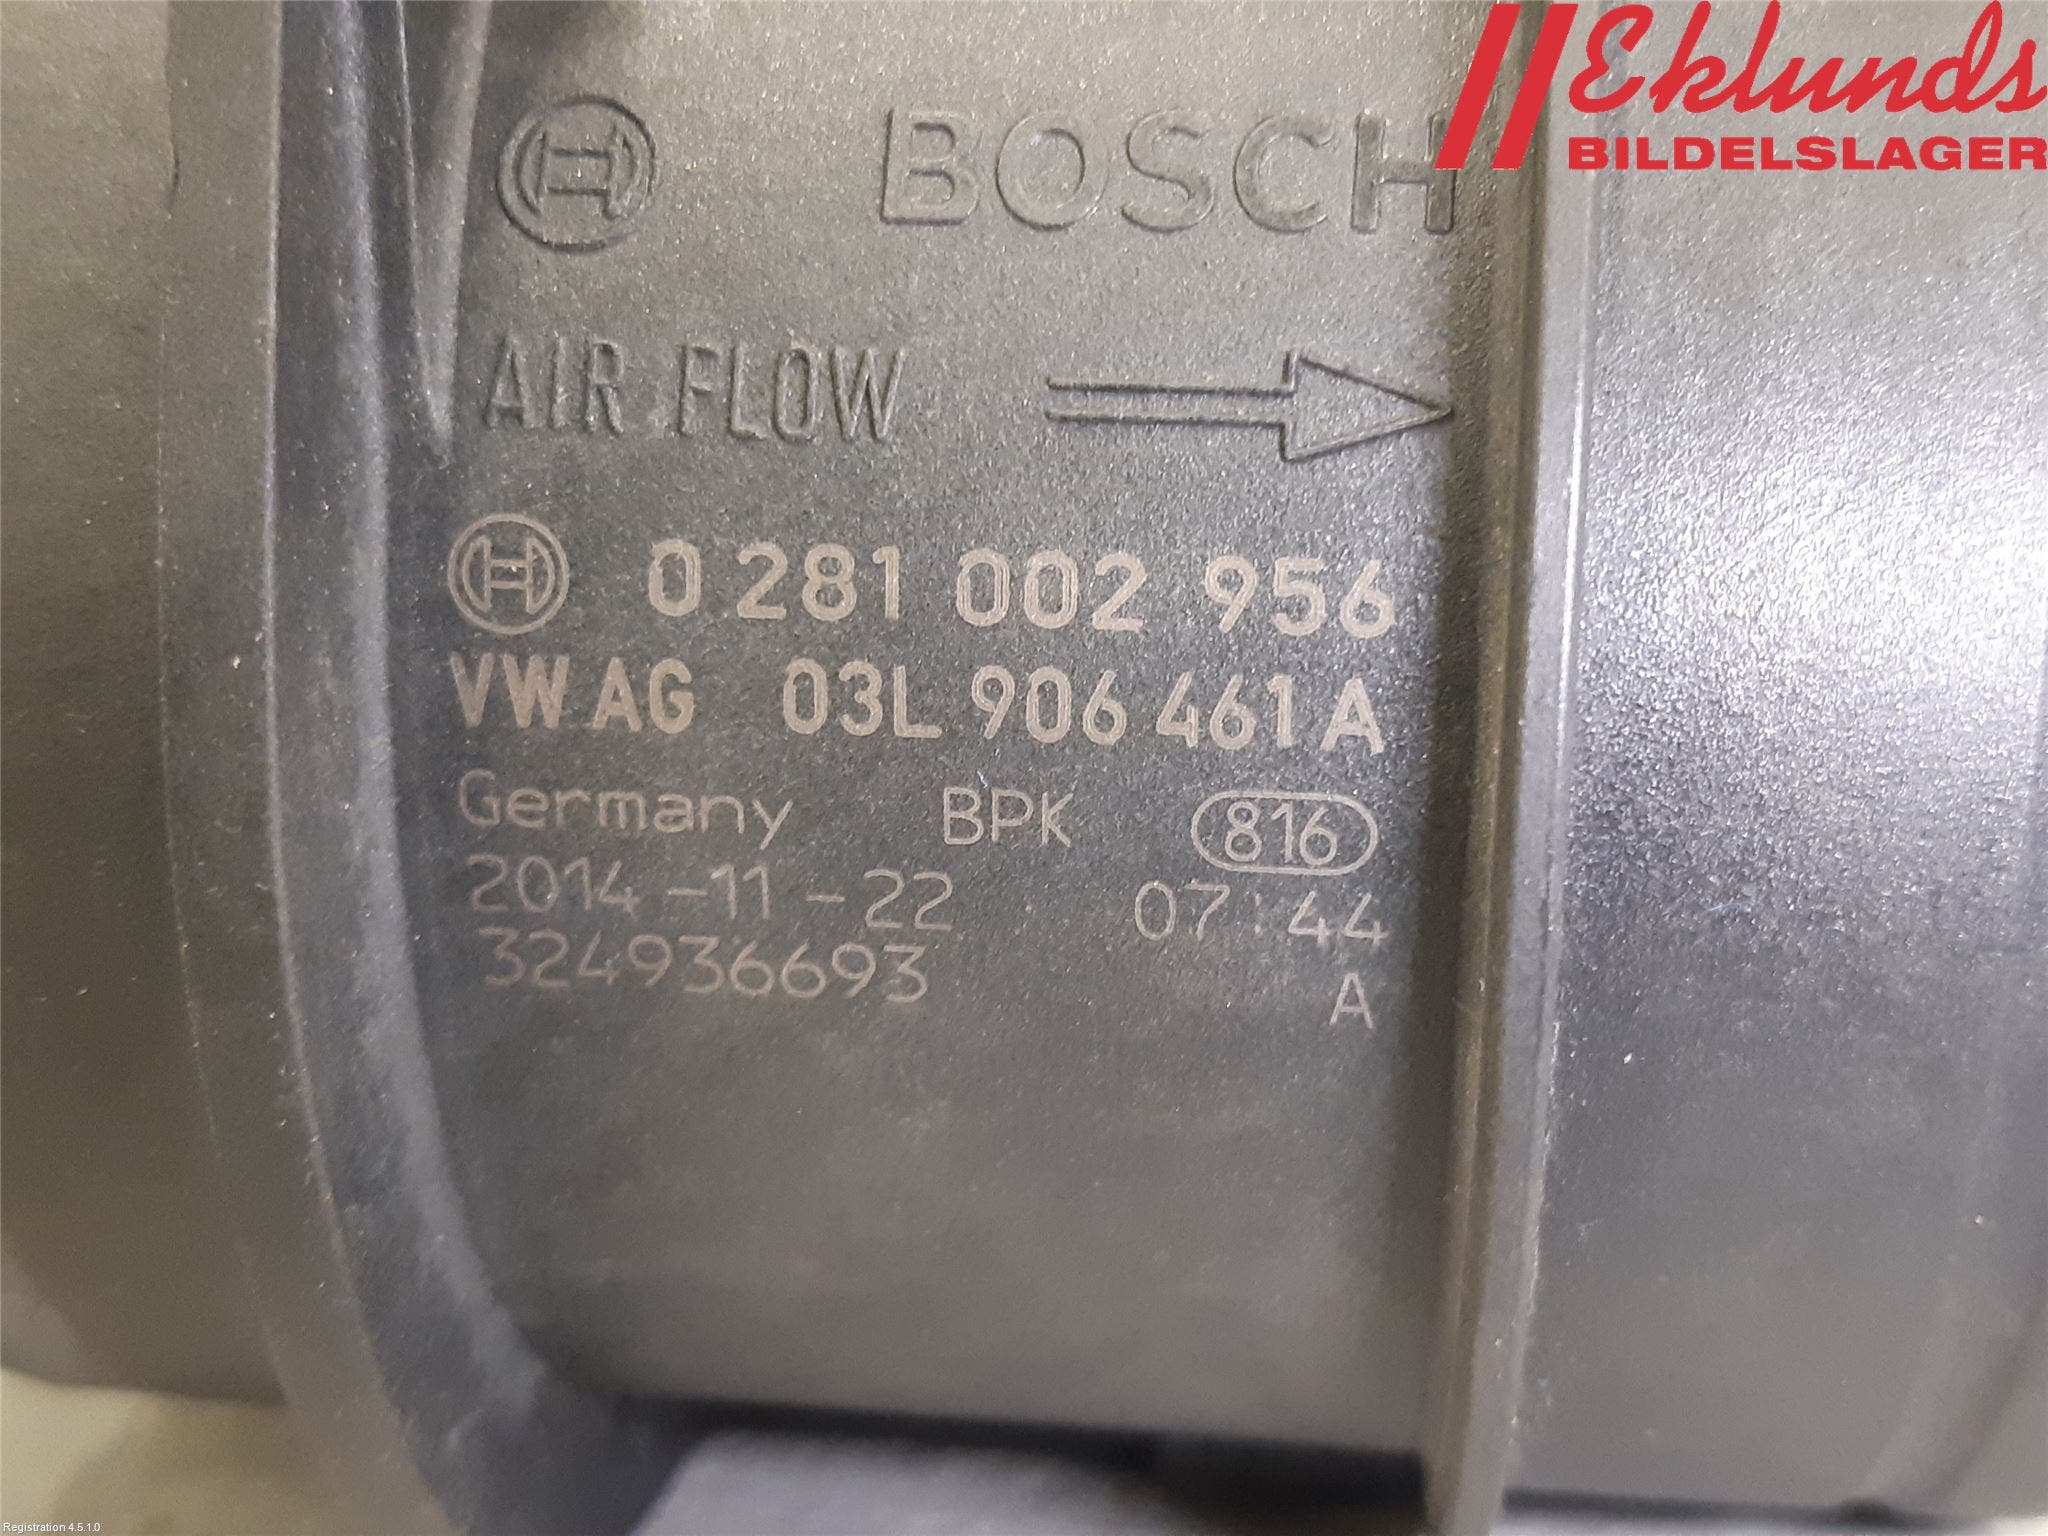 Eklunds
BILDELSLAGER
BOSCH
AIR FLOW
0 281 002 956
VW AG 03L 906 461 A
Germany BPK 816
2014-11-22 07:44
324936693 A
Registration 4.5.1.0